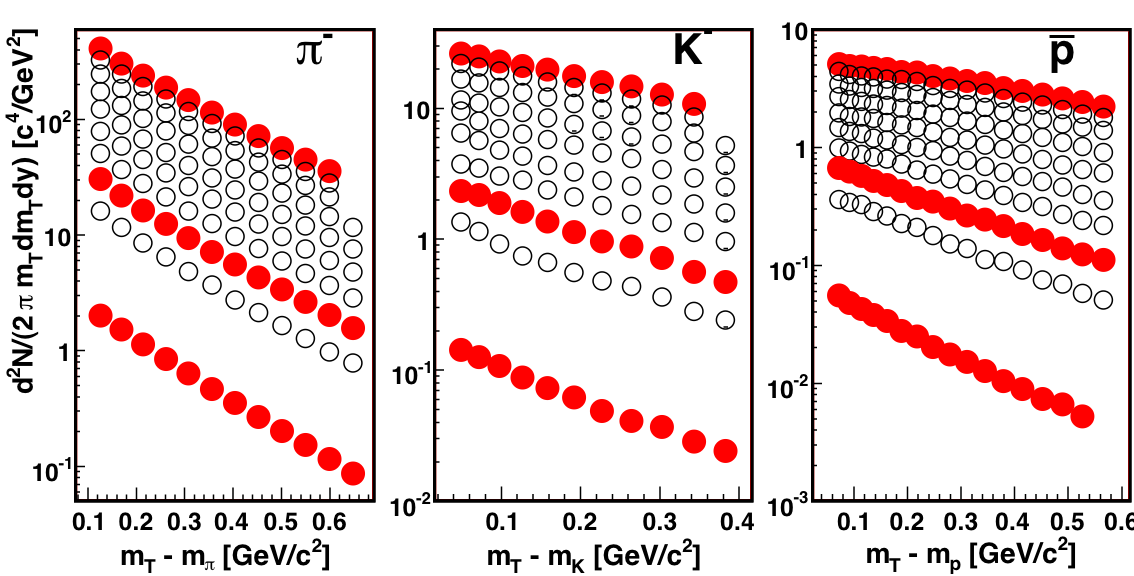 d²N/(2 π m_T dm_T dy) [c⁴/GeV²]
π⁻
10²
10
1
10⁻¹
0.1 0.2 0.3 0.4 0.5 0.6
m_T - m_π [GeV/c²]
K⁻
10
1
10⁻¹
10⁻²
0.1 0.2 0.3 0.4
m_T - m_K [GeV/c²]
p̅
10
1
10⁻¹
10⁻²
10⁻³
0.1 0.2 0.3 0.4 0.5 0.6
m_T - m_p [GeV/c²]